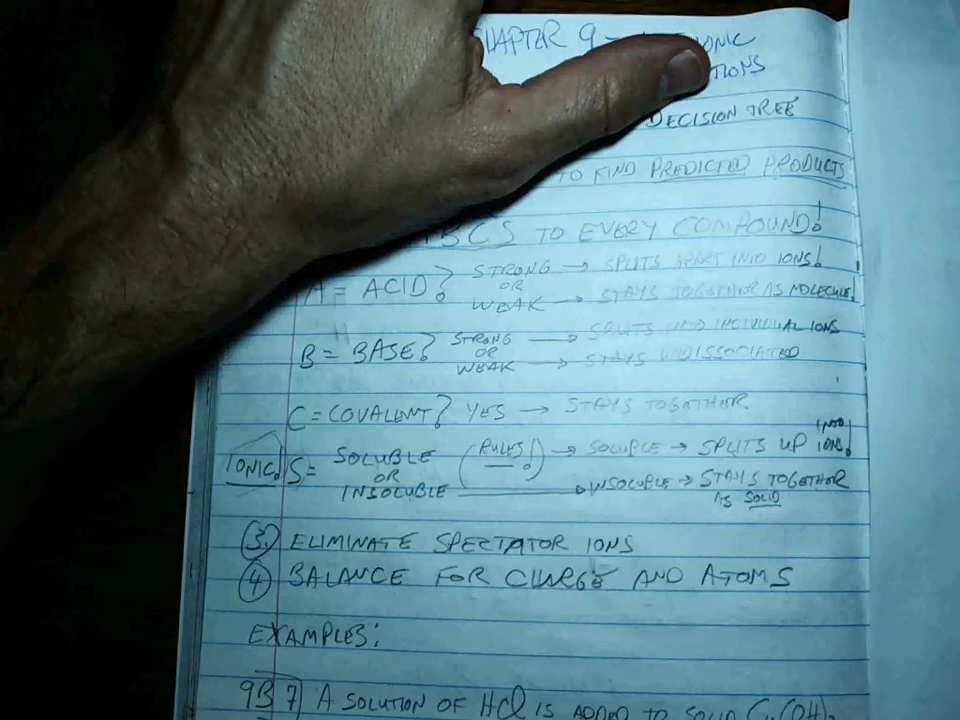 CHAPTER 9 – IONIC
TIONS
DECISION TREE
TO FIND PREDICTED PRODUCTS
ABCS TO EVERY COMPOUND!
A = ACID? STRONG → SPLITS APART INTO IONS!
OR
WEAK → STAYS TOGETHER AS MOLECULE!
B = BASE? STRONG → SPLITS INTO INDIVIDUAL IONS
OR
WEAK → STAYS UNDISSOCIATED
C = COVALENT? YES → STAYS TOGETHER
IONIC! S = SOLUBLE (RULES!) → SOLUBLE → SPLITS UP INTO IONS!
OR
INSOLUBLE → INSOLUBLE → STAYS TOGETHER
AS SOLID
3. ELIMINATE SPECTATOR IONS
4 BALANCE FOR CHARGE AND ATOMS
EXAMPLES:
9B 7) A SOLUTION OF HCl IS ADDED TO SOLID